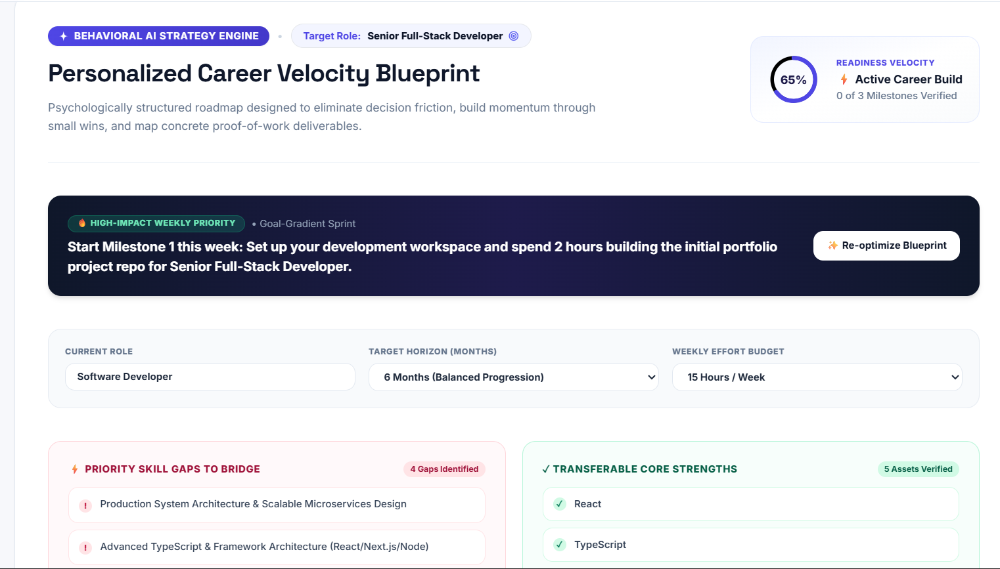 BEHAVIORAL AI STRATEGY ENGINE • Target Role: Senior Full-Stack Developer
Personalized Career Velocity Blueprint
Psychologically structured roadmap designed to eliminate decision friction, build momentum through
small wins, and map concrete proof-of-work deliverables.
65%
READINESS VELOCITY
Active Career Build
0 of 3 Milestones Verified
HIGH-IMPACT WEEKLY PRIORITY • Goal-Gradient Sprint
Start Milestone 1 this week: Set up your development workspace and spend 2 hours building the initial portfolio
project repo for Senior Full-Stack Developer.
✨ Re-optimize Blueprint
CURRENT ROLE
Software Developer
TARGET HORIZON (MONTHS)
6 Months (Balanced Progression)
WEEKLY EFFORT BUDGET
15 Hours / Week
PRIORITY SKILL GAPS TO BRIDGE
4 Gaps Identified
! Production System Architecture & Scalable Microservices Design
! Advanced TypeScript & Framework Architecture (React/Next.js/Node)
✓ TRANSFERABLE CORE STRENGTHS
5 Assets Verified
✓ React
✓ TypeScript